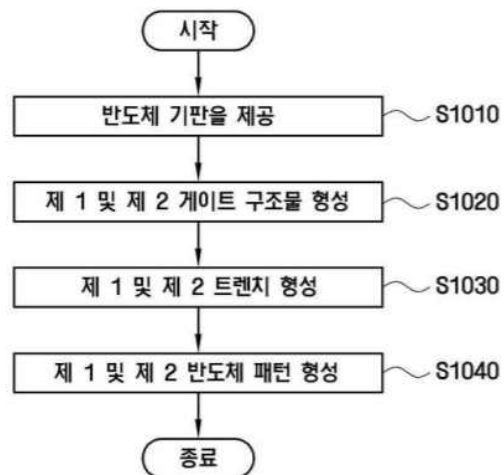 시작
반도체 기판을 제공 S1010
제 1 및 제 2 게이트 구조물 형성 S1020
제 1 및 제 2 트렌치 형성 S1030
제 1 및 제 2 반도체 패턴 형성 S1040
종료